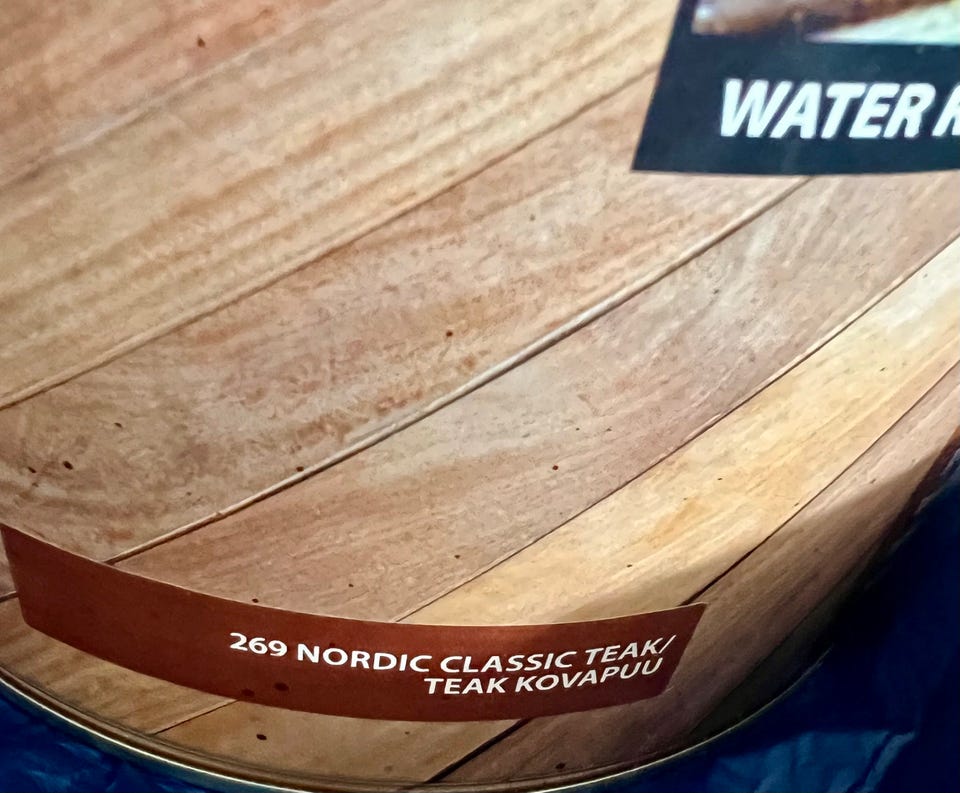 WATER
269 NORDIC CLASSIC TEAK/
TEAK KOVAPUU